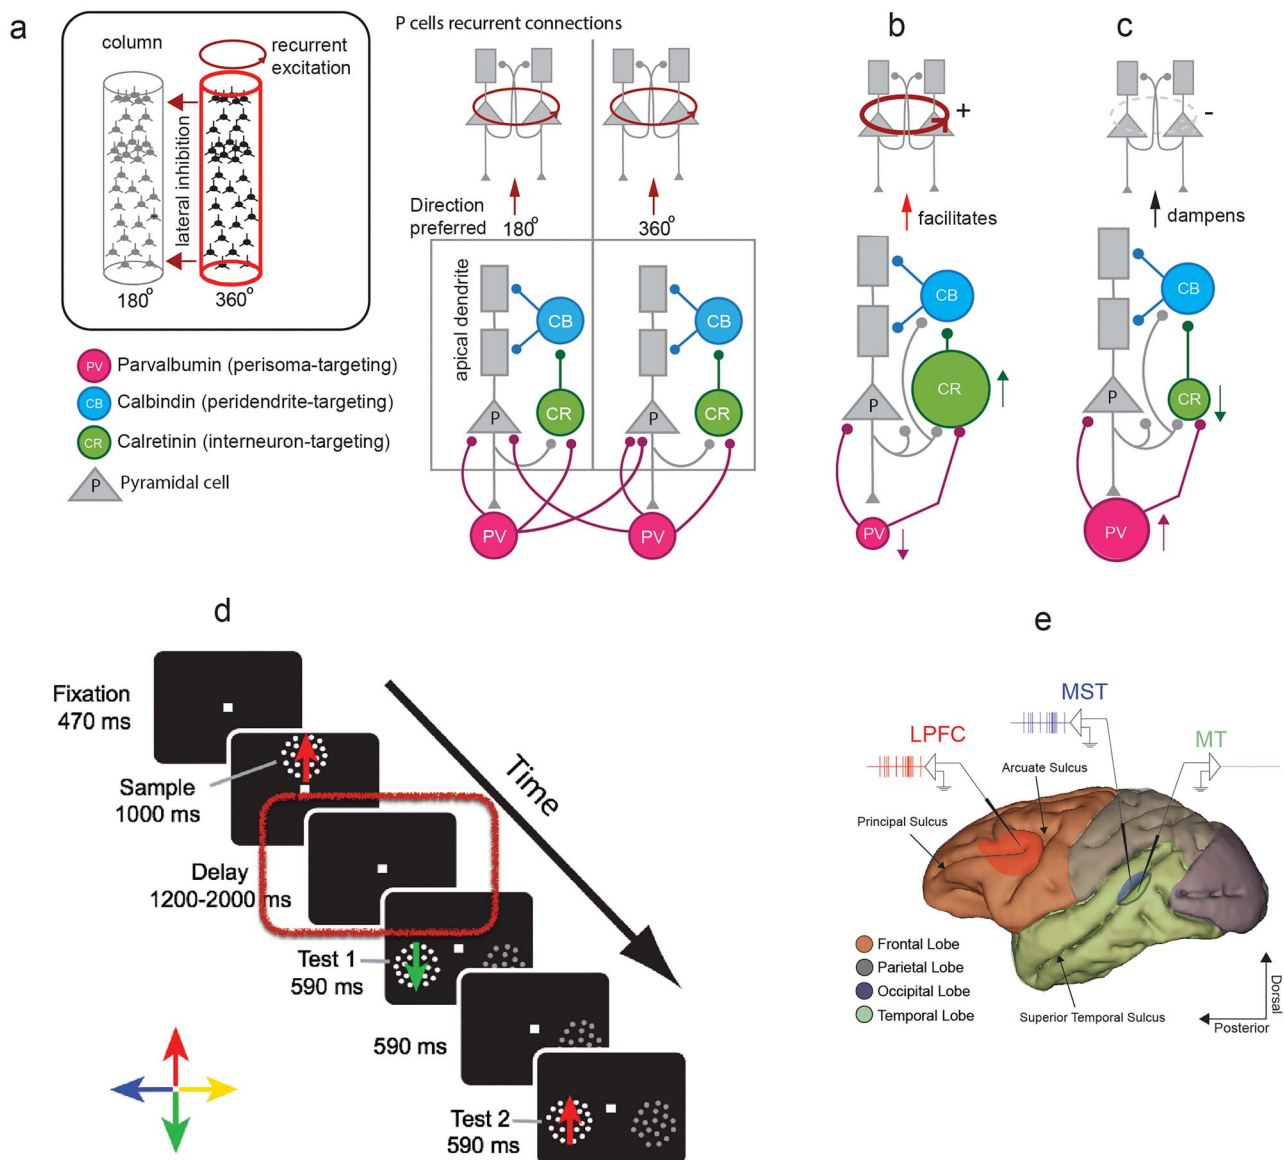 a
column
recurrent
excitation
lateral inhibition
180°
360°
PV
Parvalbumin (perisoma-targeting)
CB
Calbindin (peridendrite-targeting)
CR
Calretinin (interneuron-targeting)
P
Pyramidal cell
P cells recurrent connections
Direction
preferred
180°
360°
apical dendrite
CB
CB
P
CR
P
CR
PV
PV
b
+
facilitates
CB
P
CR
PV
c
-
dampens
CB
P
CR
PV
d
Fixation
470 ms
Sample
1000 ms
Delay
1200-2000 ms
Test 1
590 ms
590 ms
Test 2
590 ms
Time
e
MST
LPFC
MT
Arcuate Sulcus
Principal Sulcus
Frontal Lobe
Parietal Lobe
Occipital Lobe
Temporal Lobe
Superior Temporal Sulcus
Dorsal
Posterior